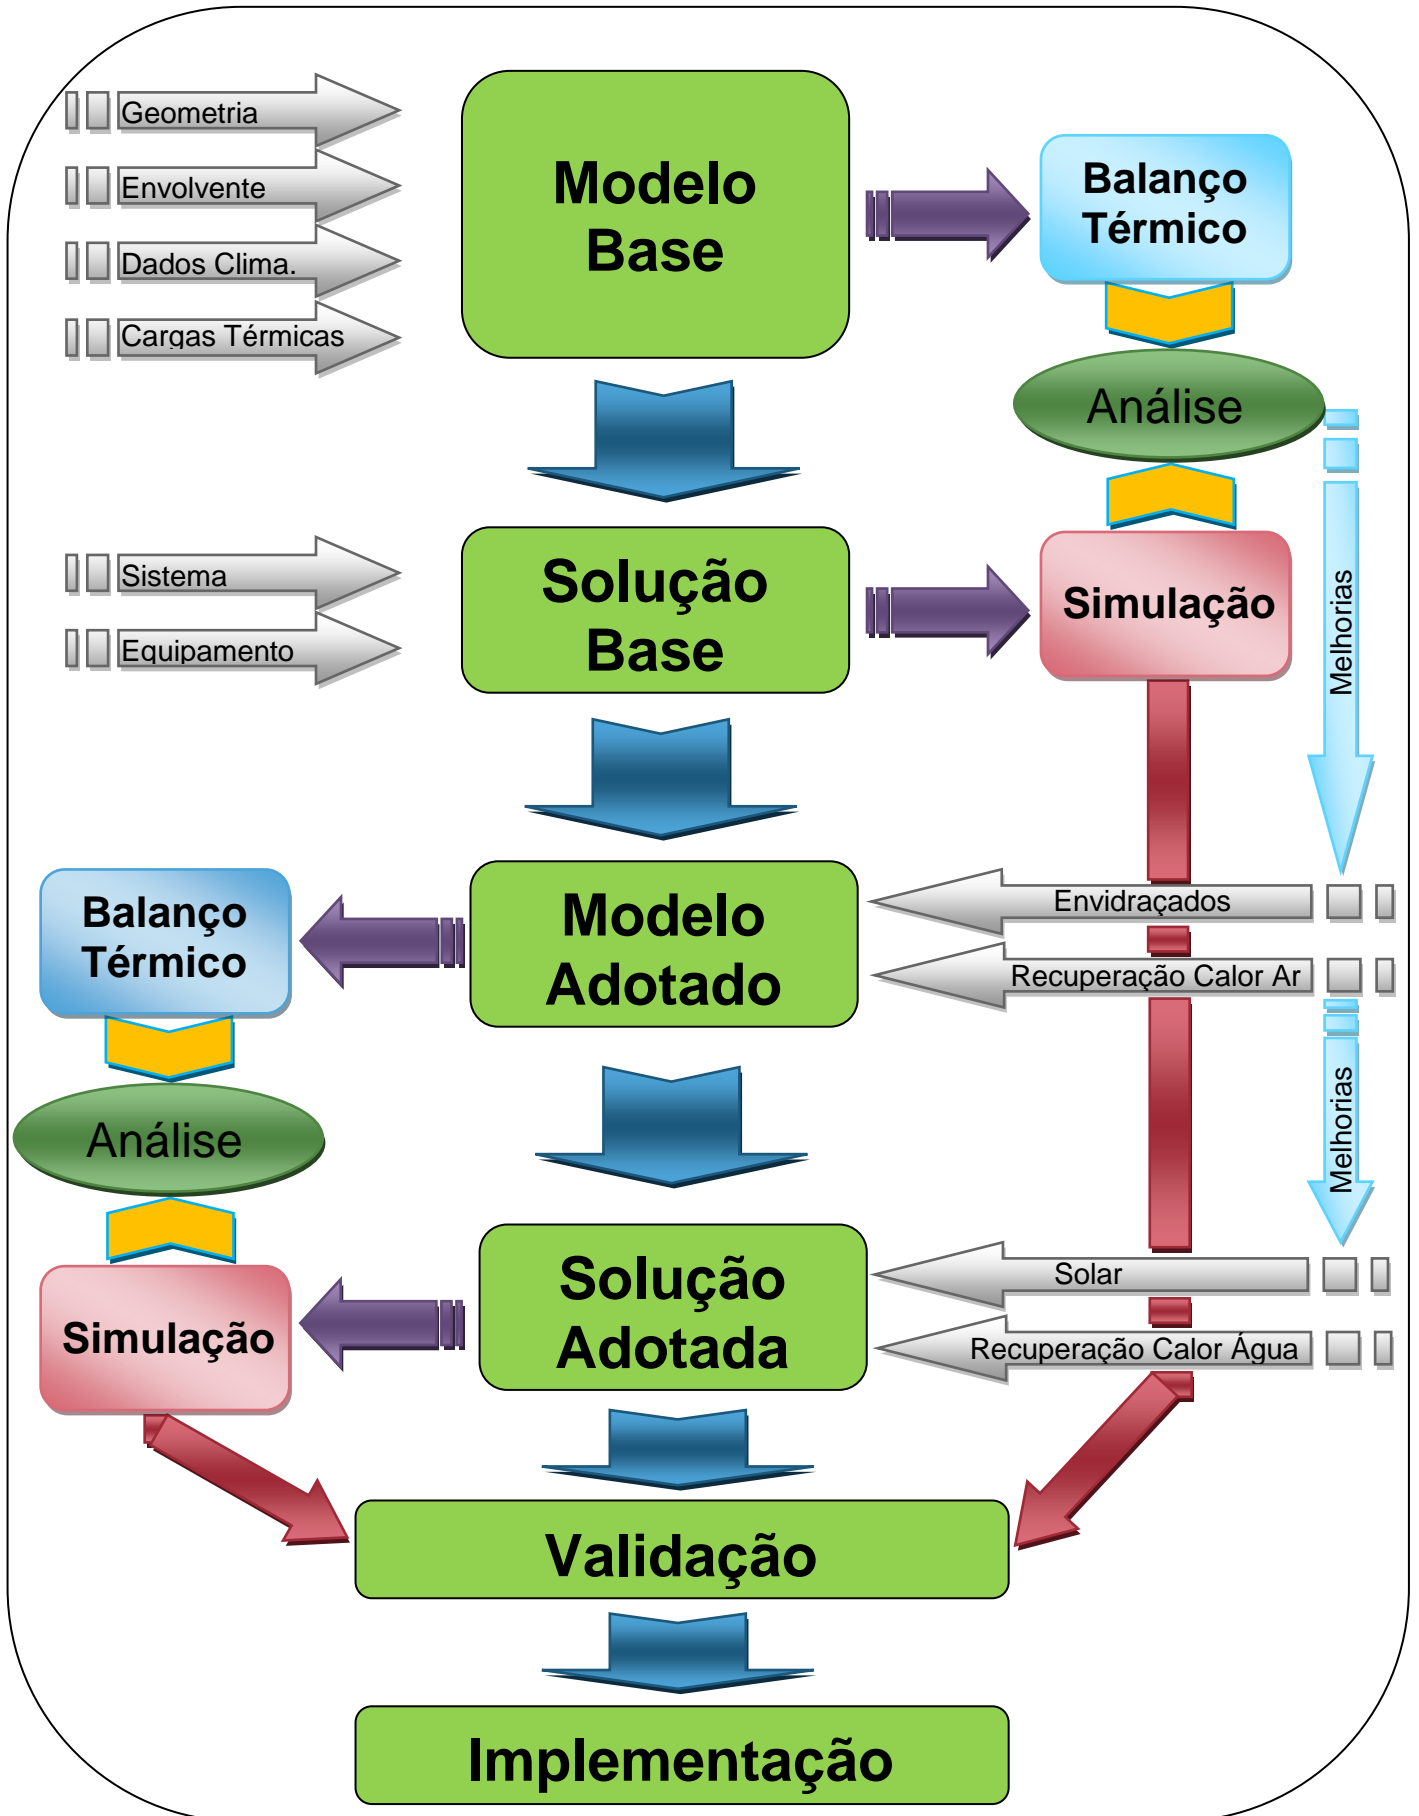 Geometria
Envolvente
Dados Clima.
Cargas Térmicas
Modelo
Base
Balanço
Térmico
Análise
Sistema
Equipamento
Solução
Base
Simulação
Melhorias
Balanço
Térmico
Modelo
Adotado
Envidraçados
Recuperação Calor Ar
Análise
Melhorias
Simulação
Solução
Adotada
Solar
Recuperação Calor Água
Validação
Implementação